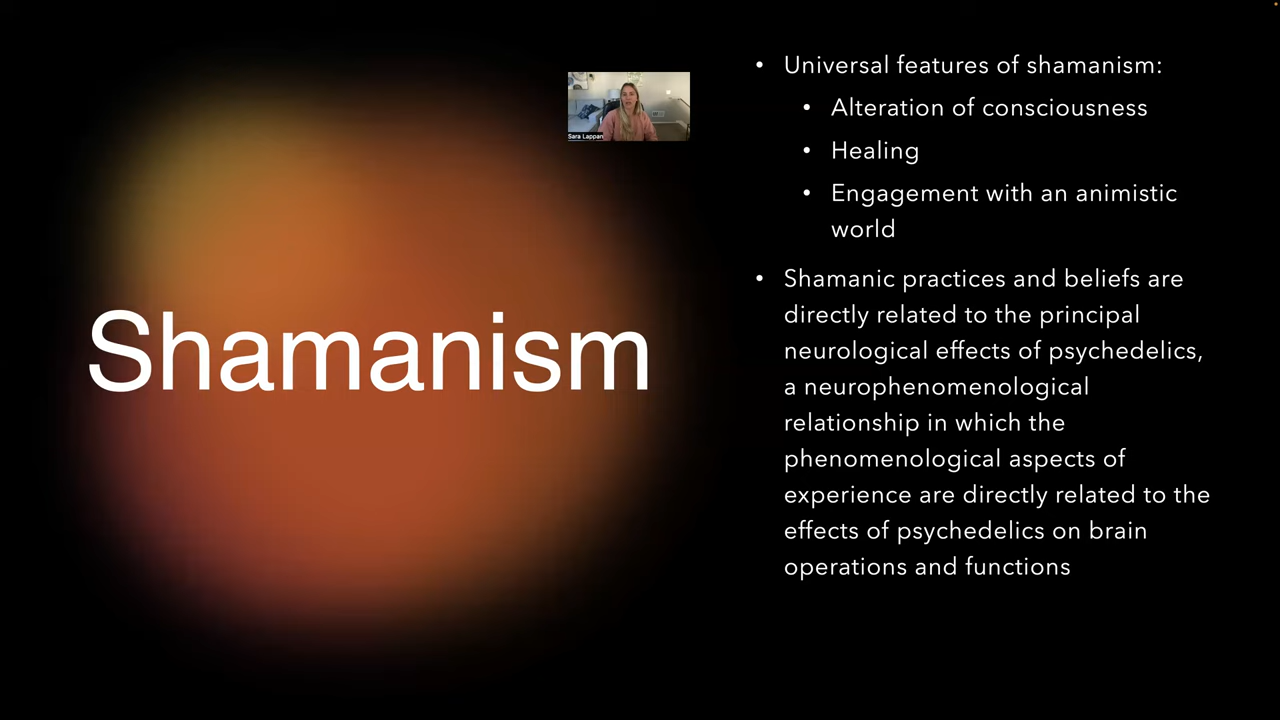 Shamanism
Sara Lappan
• Universal features of shamanism:
• Alteration of consciousness
• Healing
• Engagement with an animistic
world
• Shamanic practices and beliefs are
directly related to the principal
neurological effects of psychedelics,
a neurophenomenological
relationship in which the
phenomenological aspects of
experience are directly related to the
effects of psychedelics on brain
operations and functions